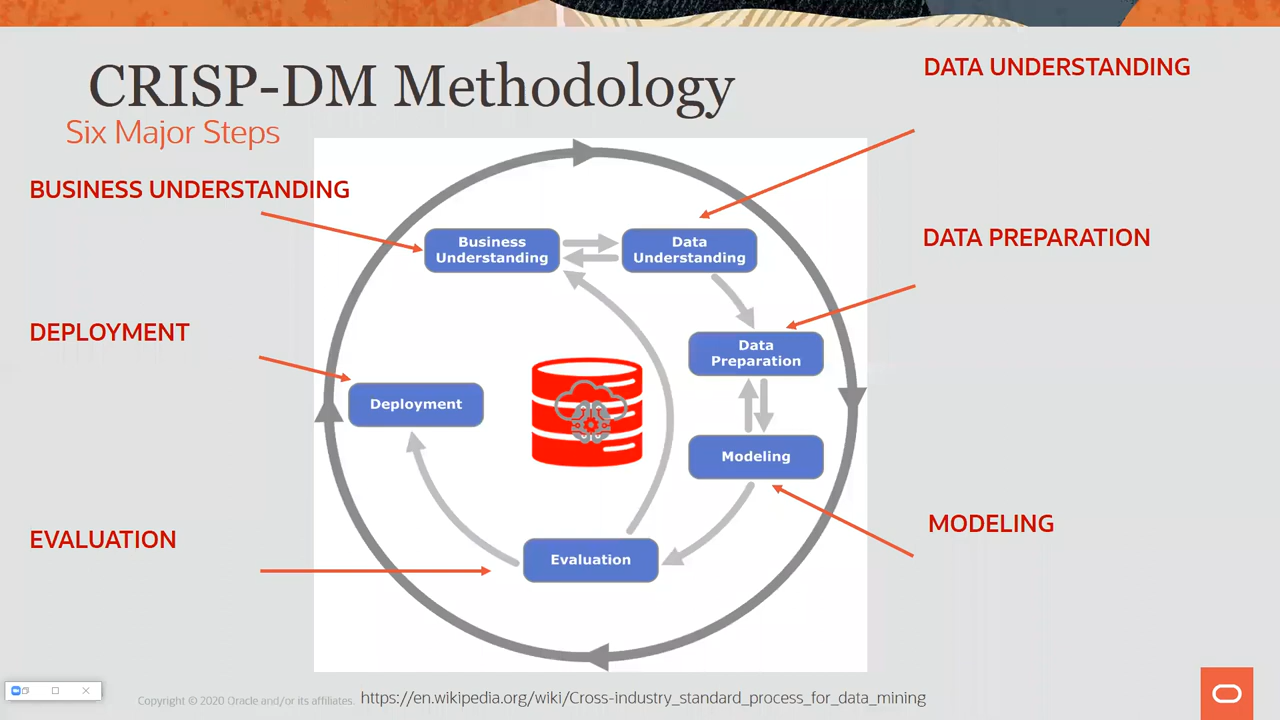 CRISP-DM Methodology
Six Major Steps
DATA UNDERSTANDING
BUSINESS UNDERSTANDING
DATA PREPARATION
DEPLOYMENT
EVALUATION
MODELING
Business
Understanding
Data
Understanding
Data
Preparation
Modeling
Evaluation
Deployment
Copyright © 2020 Oracle and/or its affiliates.
https://en.wikipedia.org/wiki/Cross-industry_standard_process_for_data_mining